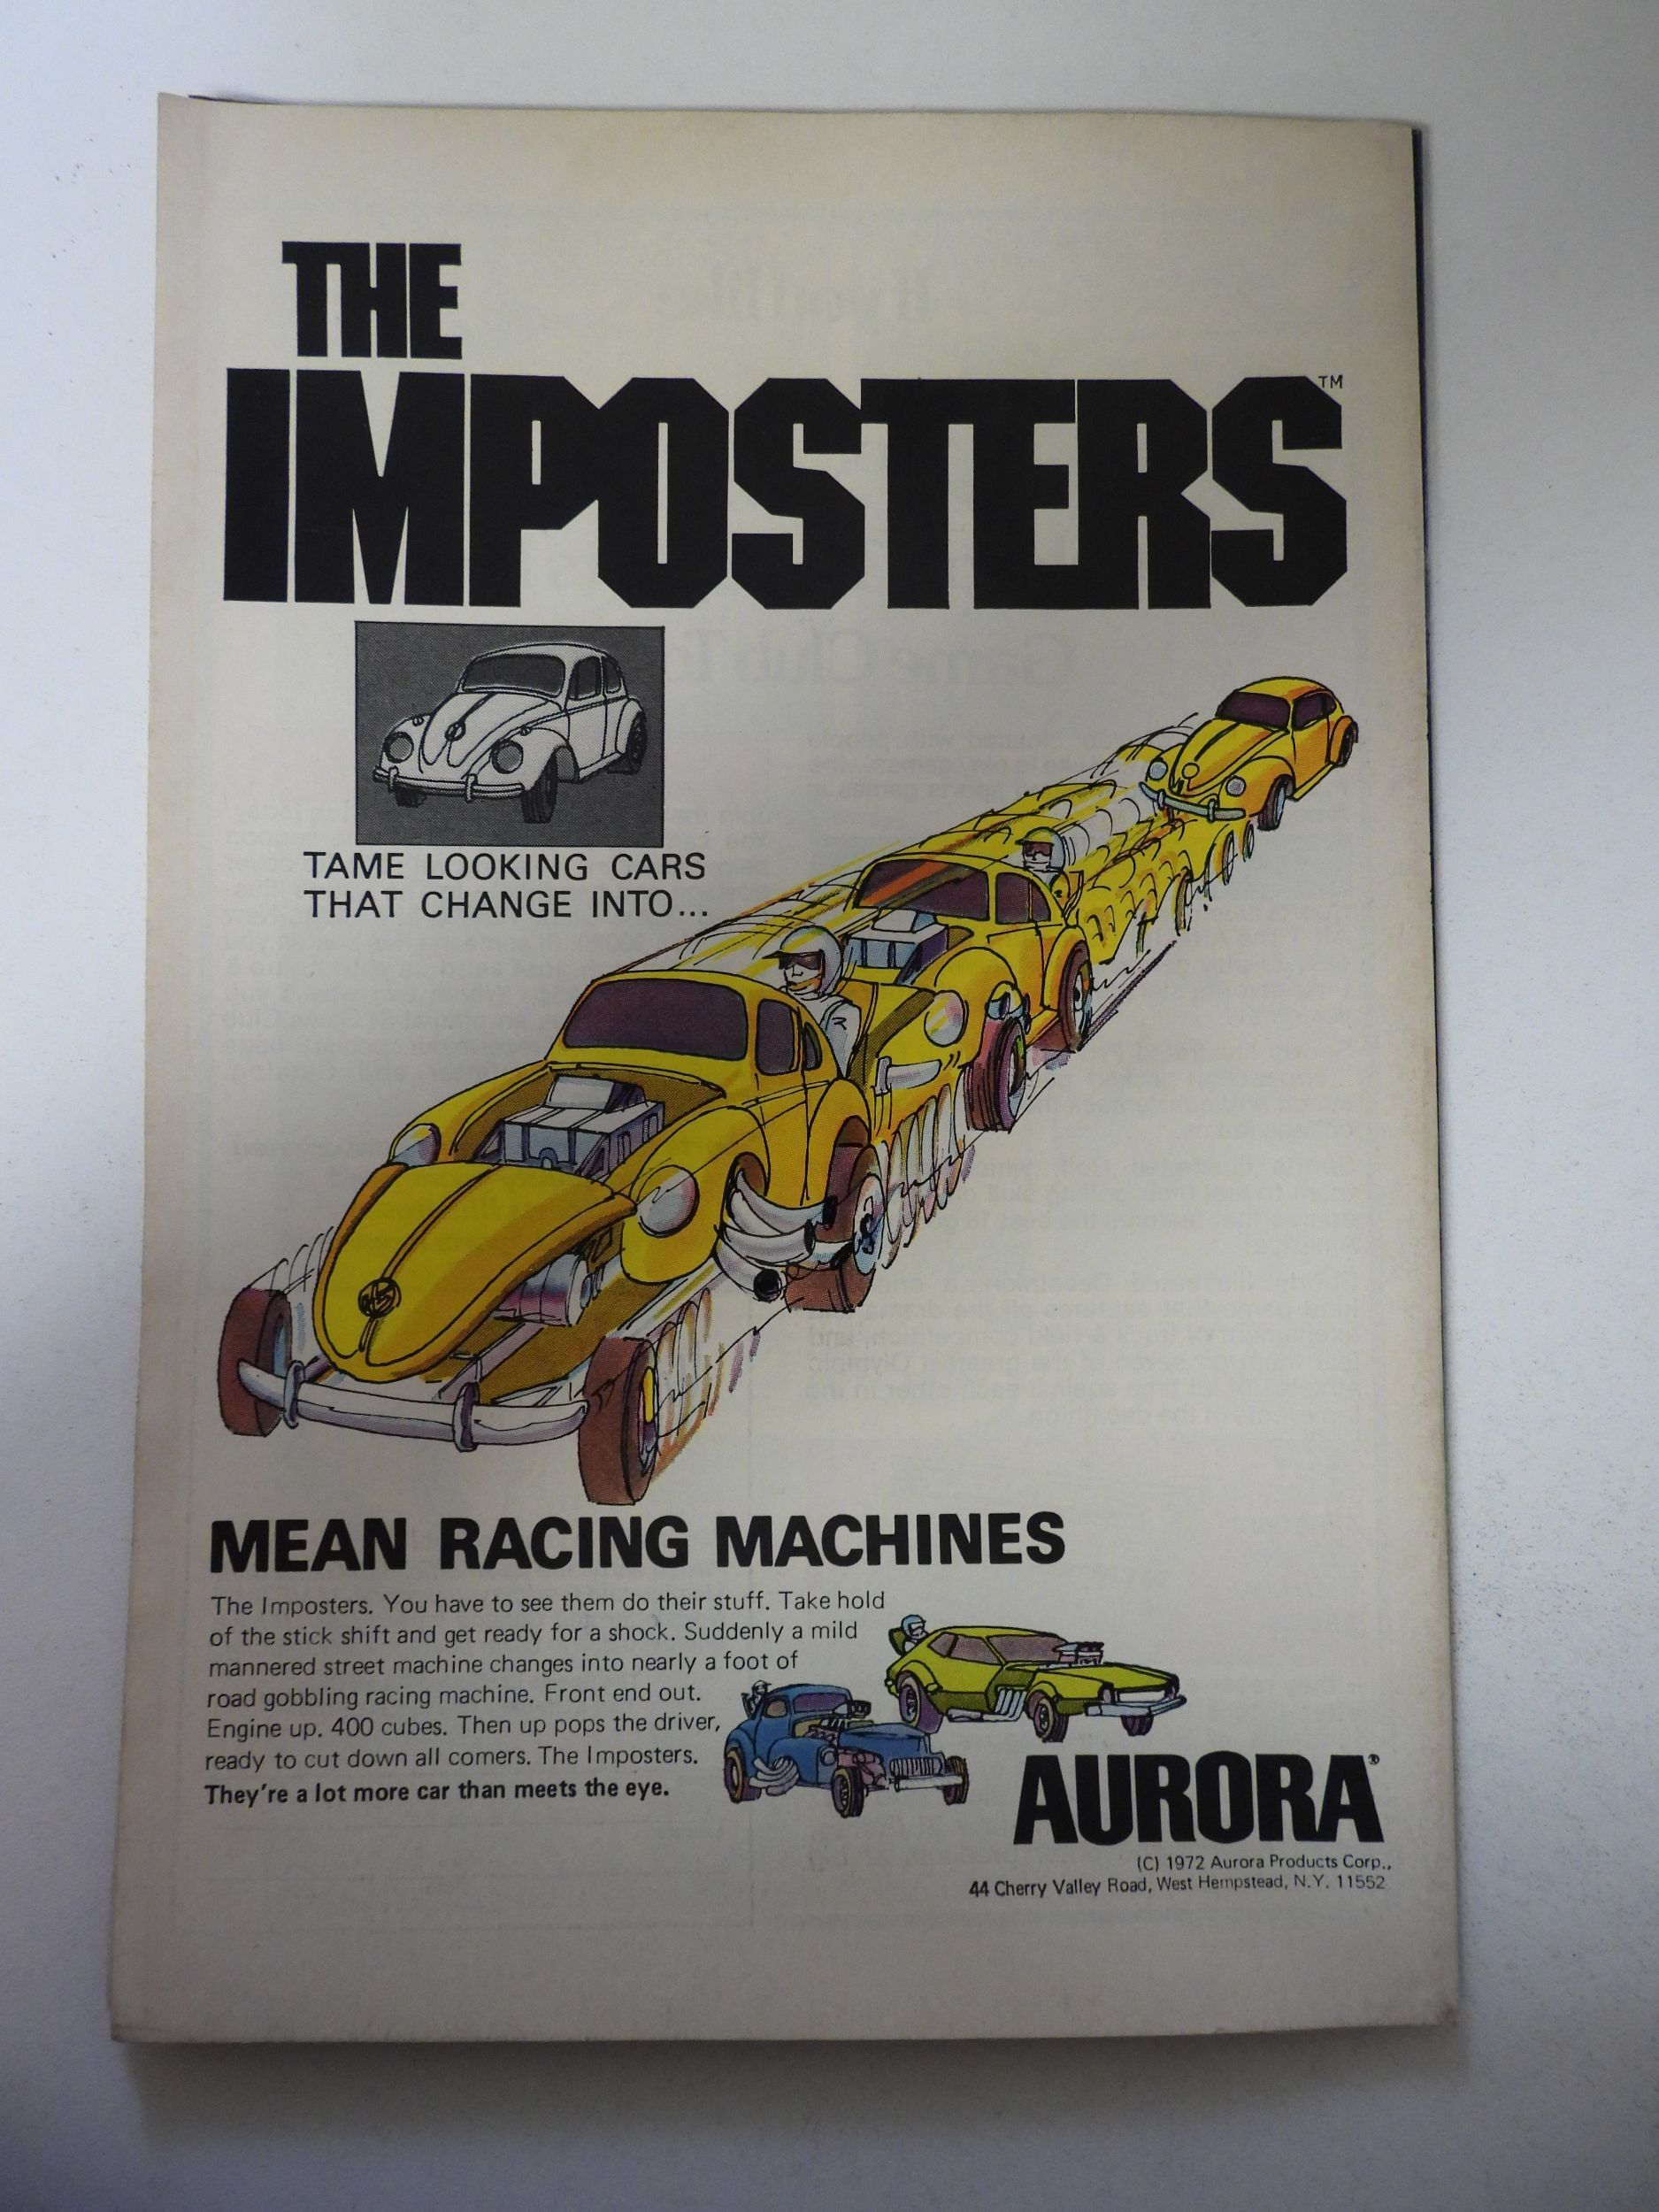 THE
IMPOSTERS™
TAME LOOKING CARS
THAT CHANGE INTO...
MEAN RACING MACHINES
The Imposters. You have to see them do their stuff. Take hold
of the stick shift and get ready for a shock. Suddenly a mild
mannered street machine changes into nearly a foot of
road gobbling racing machine. Front end out.
Engine up. 400 cubes. Then up pops the driver,
ready to cut down all comers. The Imposters.
They're a lot more car than meets the eye.
AURORA®
(C) 1972 Aurora Products Corp.,
44 Cherry Valley Road, West Hempstead, N.Y. 11552